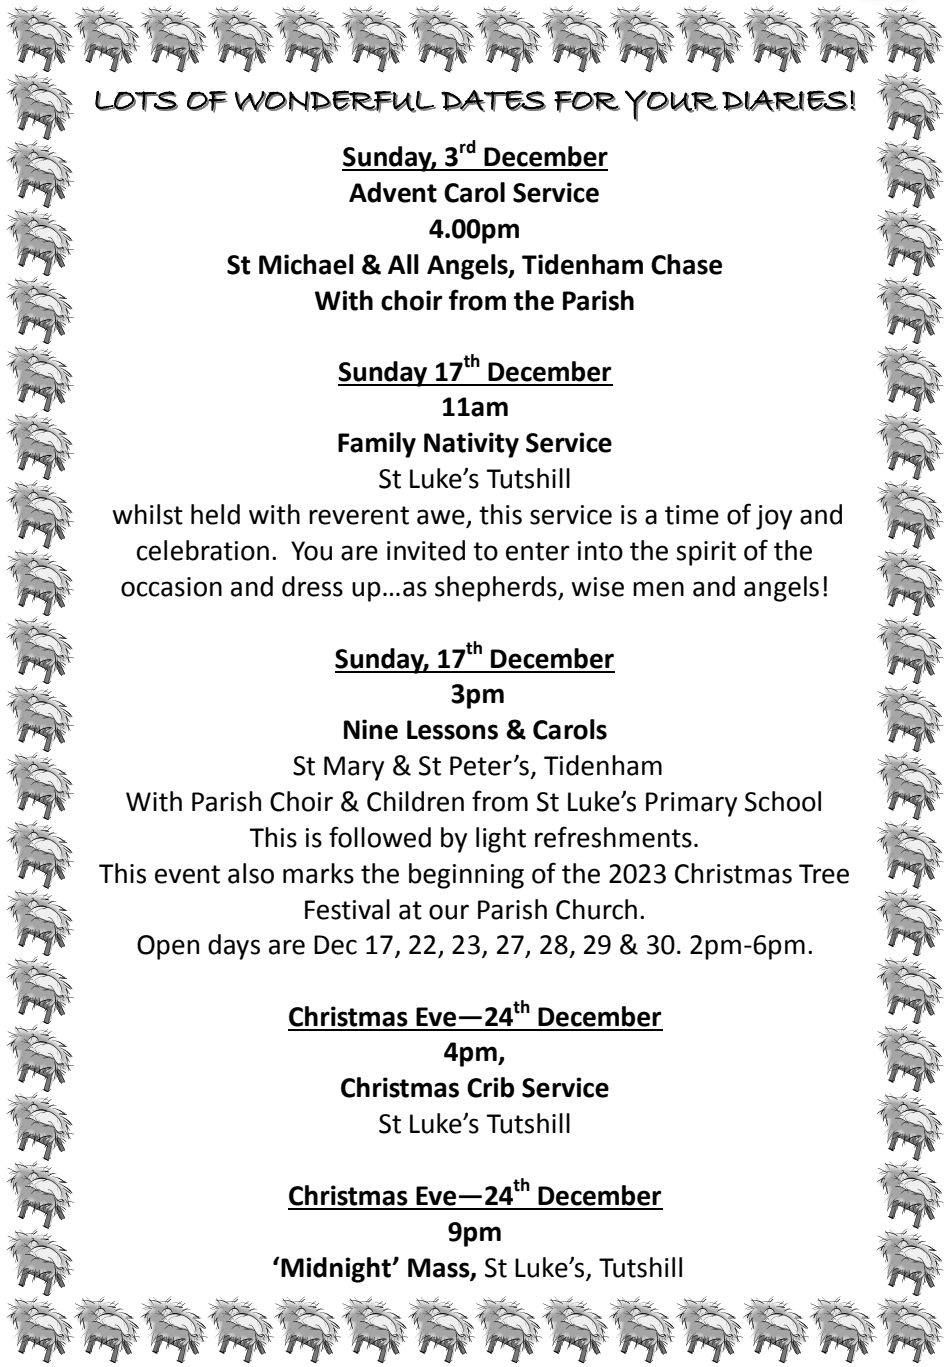 LOTS OF WONDERFUL DATES FOR YOUR DIARIES!
Sunday, 3rd December
Advent Carol Service
4.00pm
St Michael & All Angels, Tidenham Chase
With choir from the Parish
Sunday 17th December
11am
Family Nativity Service
St Luke’s Tutshill
whilst held with reverent awe, this service is a time of joy and
celebration.  You are invited to enter into the spirit of the
occasion and dress up…as shepherds, wise men and angels!
Sunday, 17th December
3pm
Nine Lessons & Carols
St Mary & St Peter’s, Tidenham
With Parish Choir & Children from St Luke’s Primary School
This is followed by light refreshments.
This event also marks the beginning of the 2023 Christmas Tree
Festival at our Parish Church.
Open days are Dec 17, 22, 23, 27, 28, 29 & 30. 2pm-6pm.
Christmas Eve—24th December
4pm,
Christmas Crib Service
St Luke’s Tutshill
Christmas Eve—24th December
9pm
‘Midnight’ Mass, St Luke’s, Tutshill